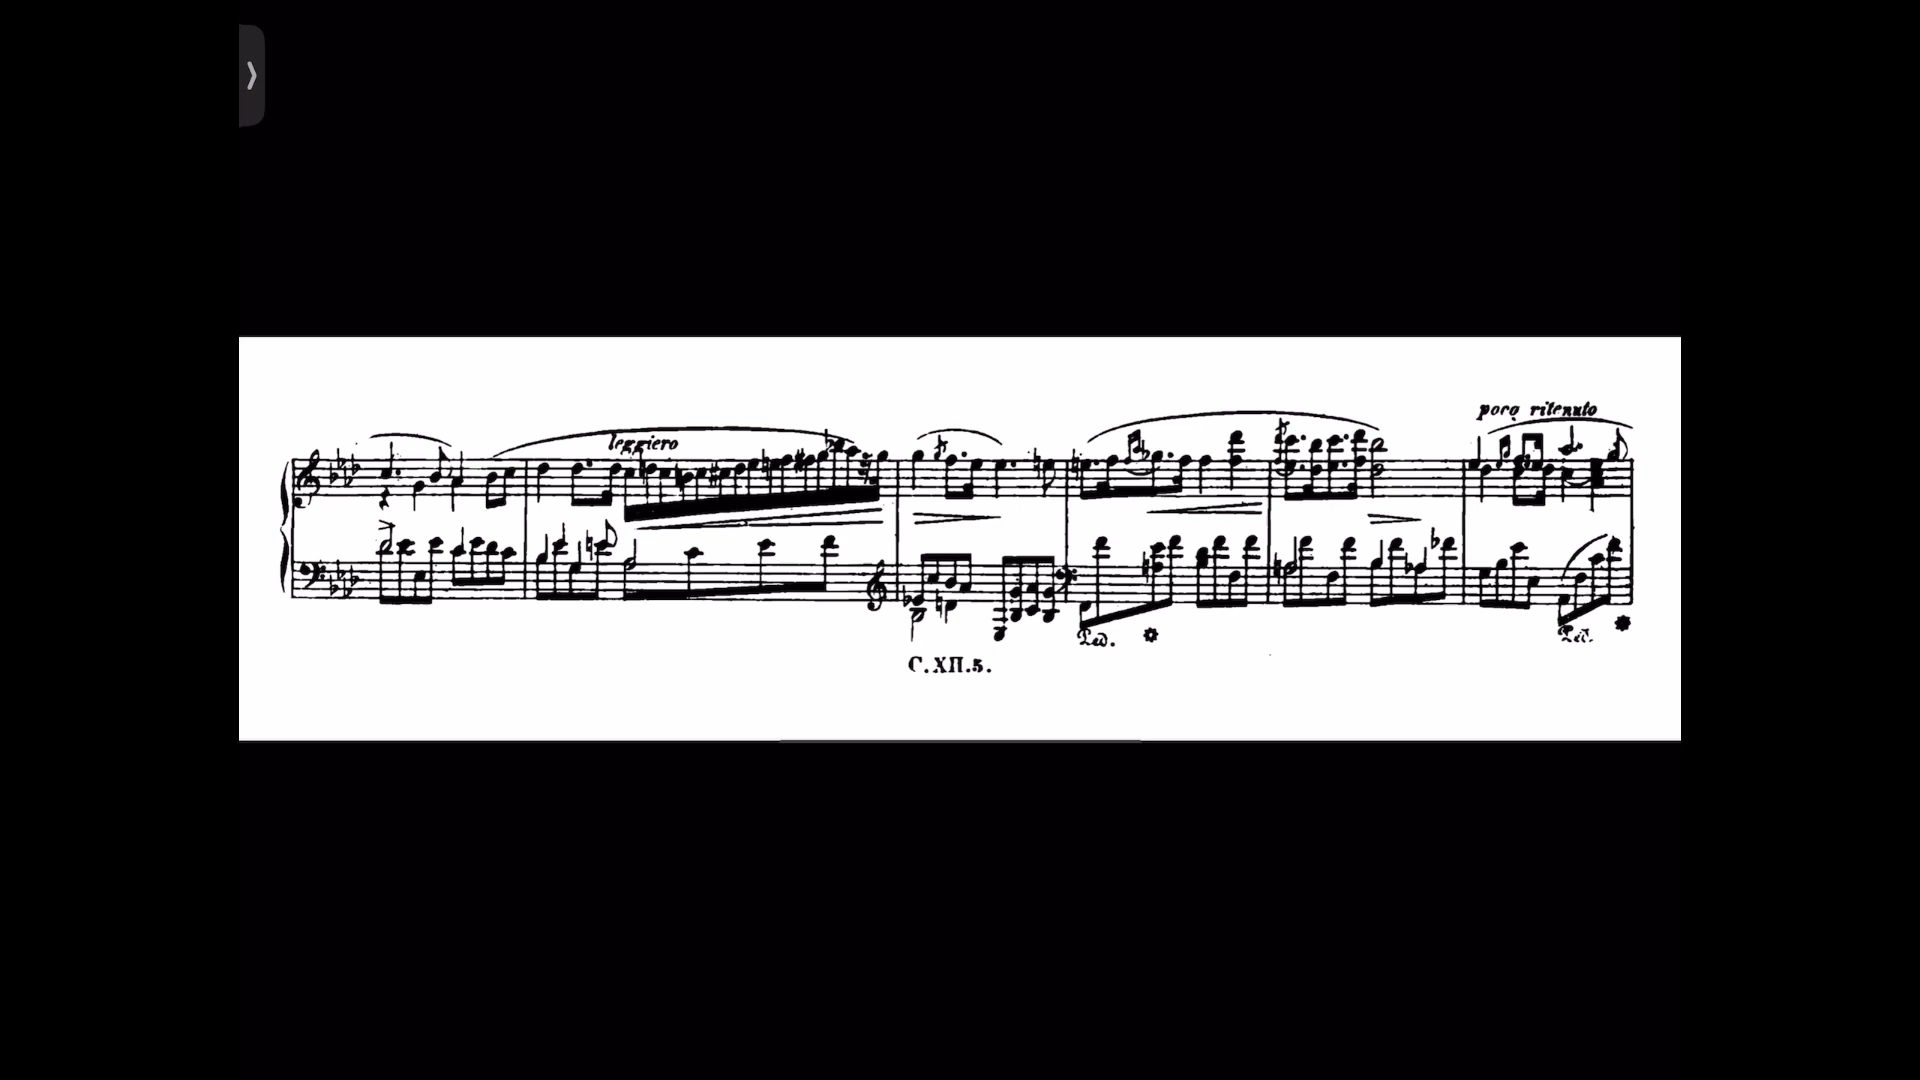 poco ritenuto
leggiero
Ped.
Ped.
C.XII.5.